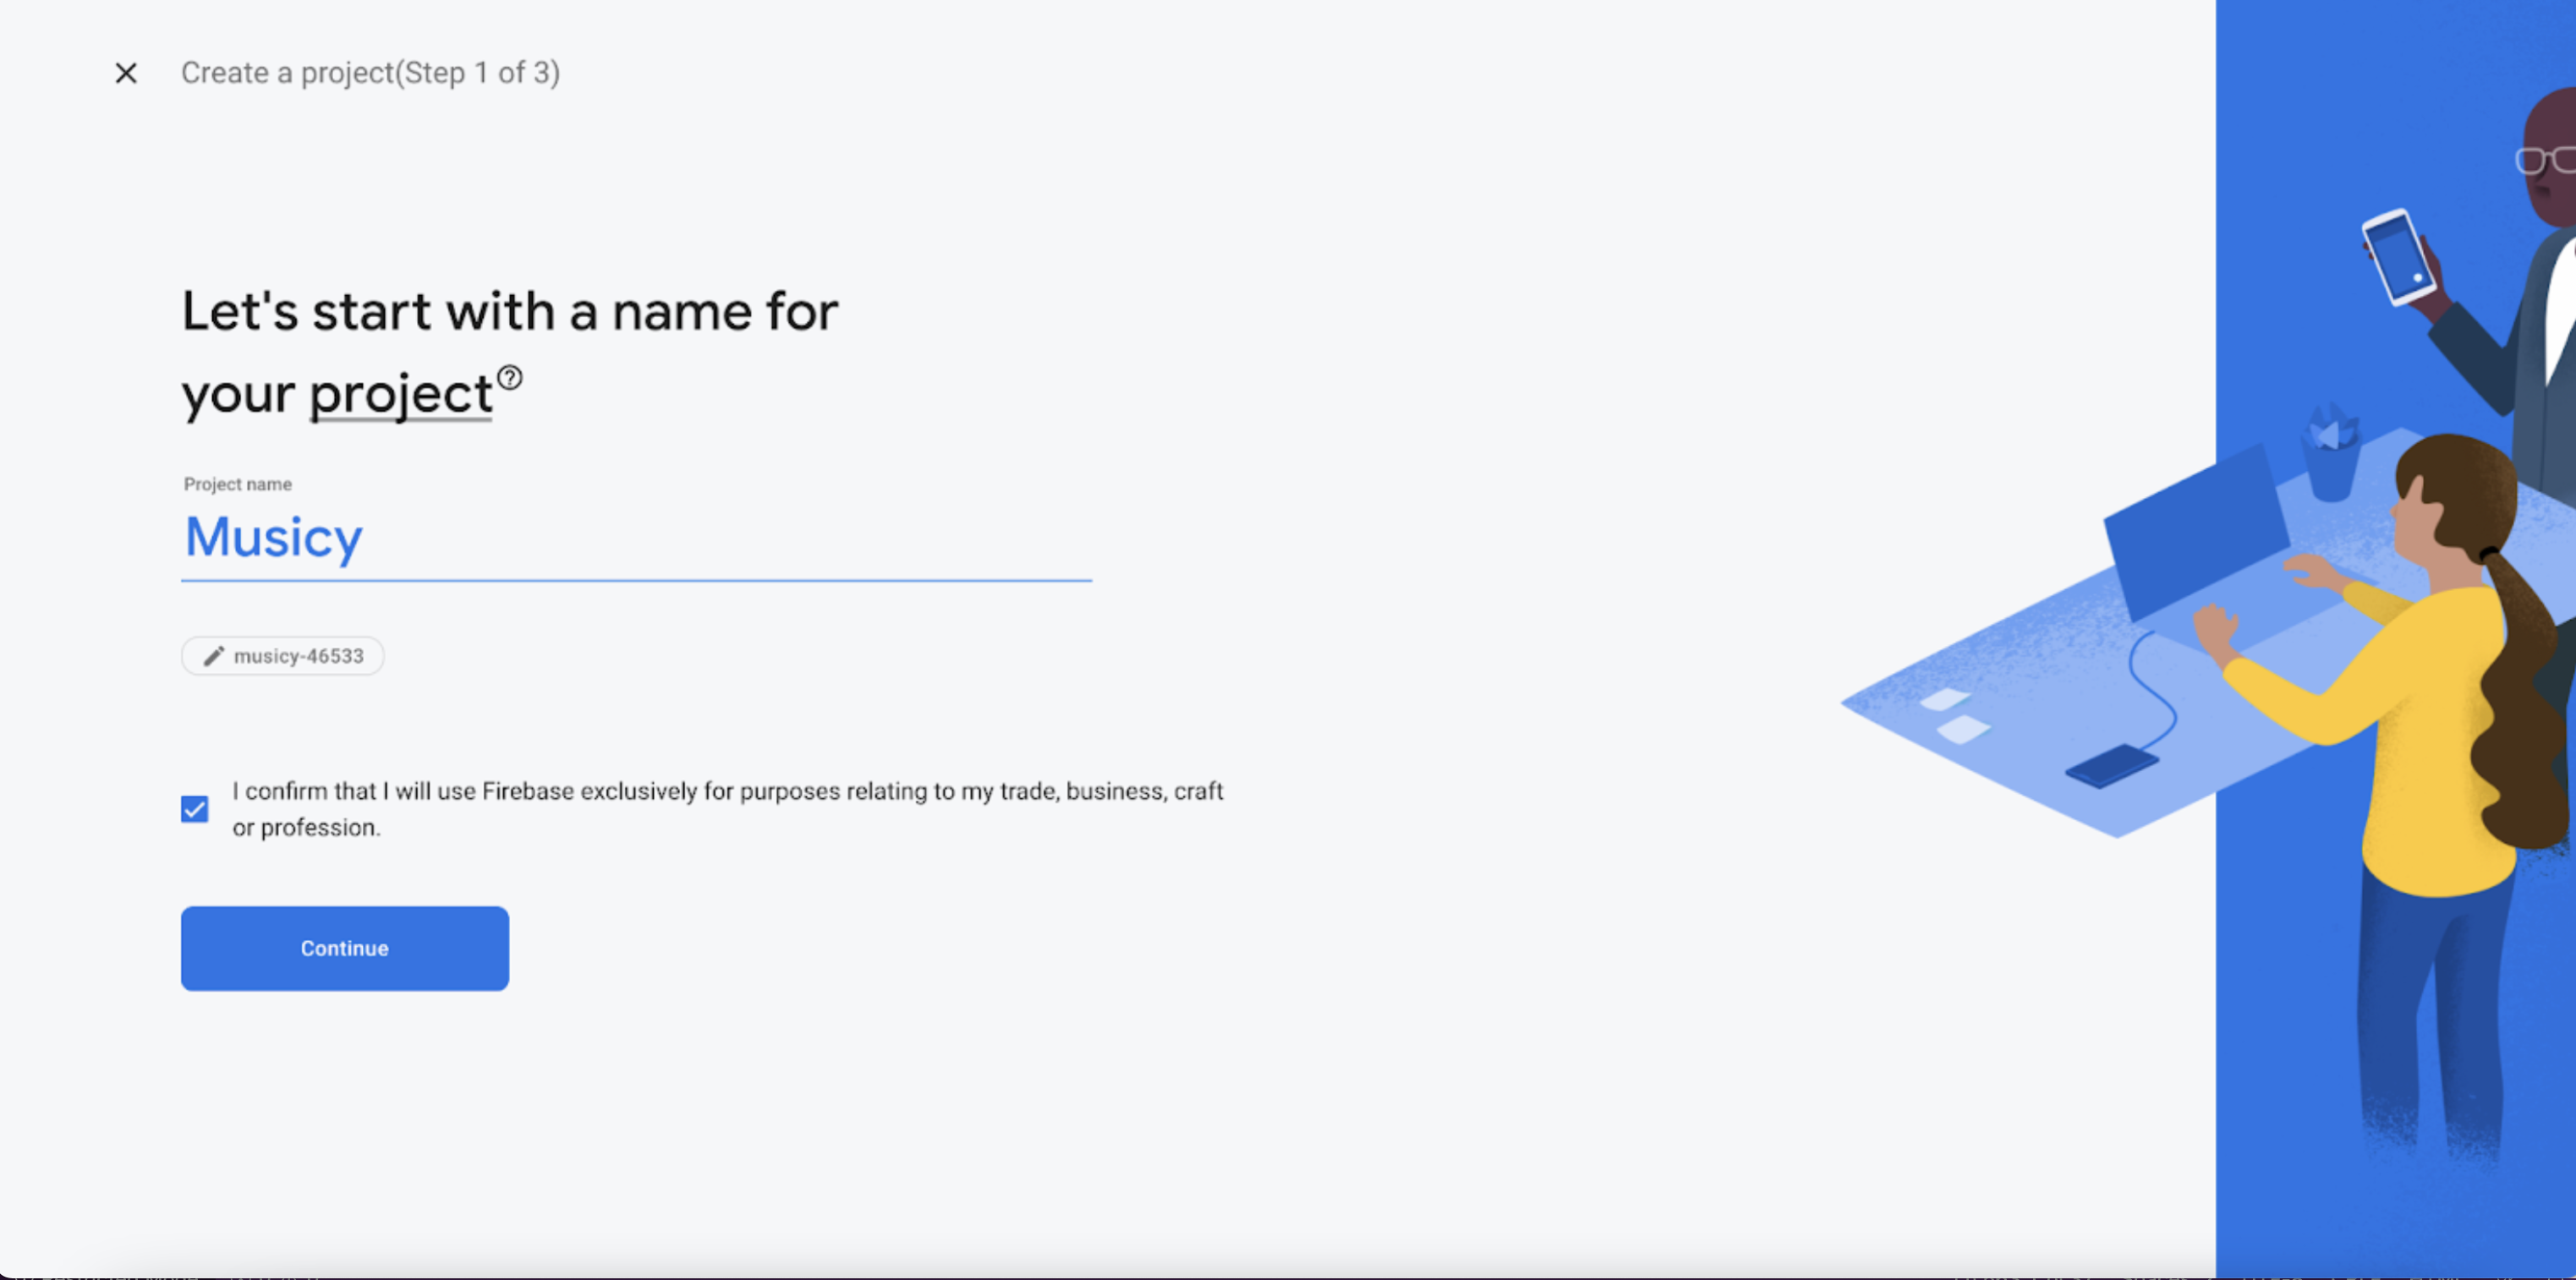 Create a project(Step 1 of 3)
Let's start with a name for
your project
Project name
Musicy
musicy-46533
I confirm that I will use Firebase exclusively for purposes relating to my trade, business, craft
or profession.
Continue